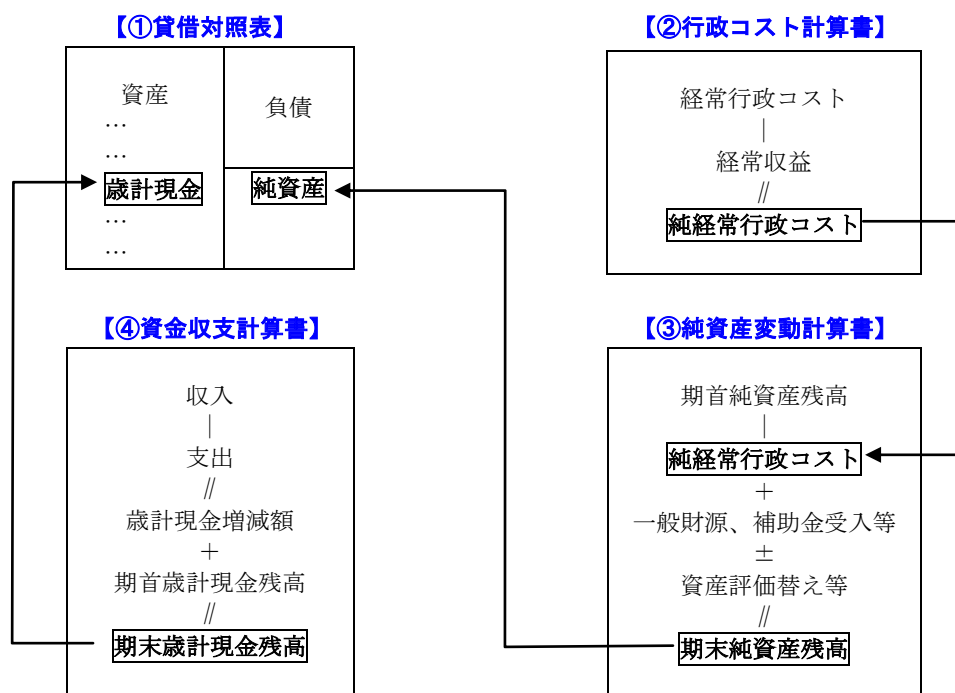 【①貸借対照表】
資産
…
…
歳計現金
…
…
負債
純資産
【②行政コスト計算書】
経常行政コスト
｜
経常収益
〃
純経常行政コスト
【④資金収支計算書】
収入
｜
支出
〃
歳計現金増減額
＋
期首歳計現金残高
〃
期末歳計現金残高
【③純資産変動計算書】
期首純資産残高
｜
純経常行政コスト
＋
一般財源、補助金受入等
±
資産評価替え等
〃
期末純資産残高